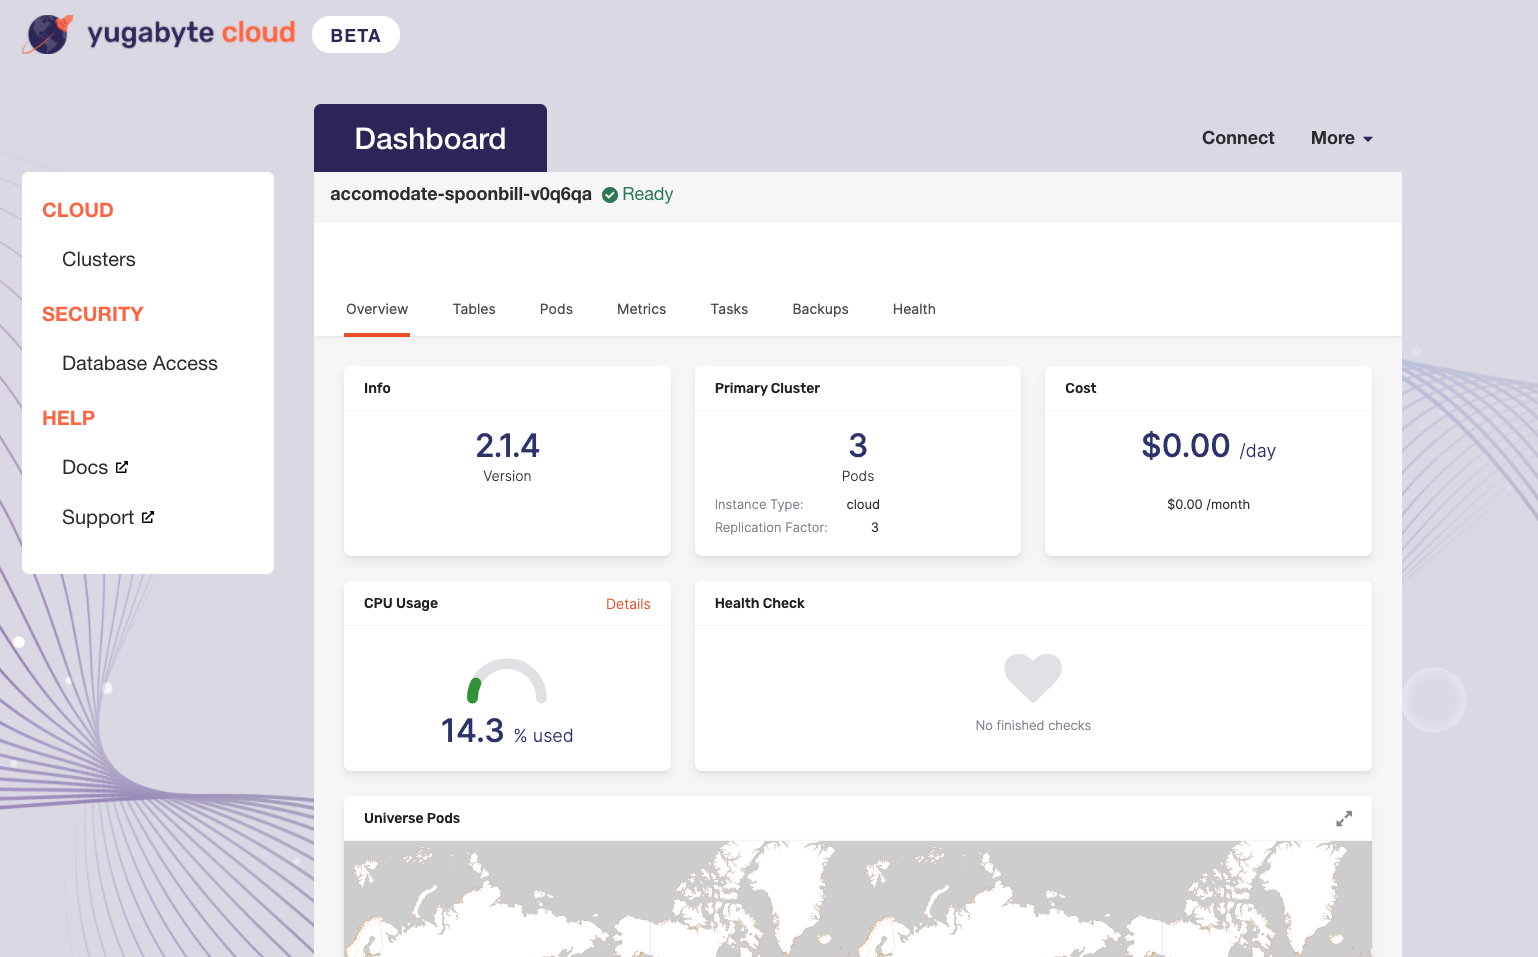 yugabyte cloud BETA
Dashboard
Connect More
accomodate-spoonbill-v0q6qa Ready
CLOUD
Clusters
SECURITY
Database Access
HELP
Docs
Support
Overview Tables Pods Metrics Tasks Backups Health
Info
2.1.4
Version
Primary Cluster
3
Pods
Instance Type: cloud
Replication Factor: 3
Cost
$0.00 /day
$0.00 /month
CPU Usage Details
14.3 % used
Health Check
No finished checks
Universe Pods